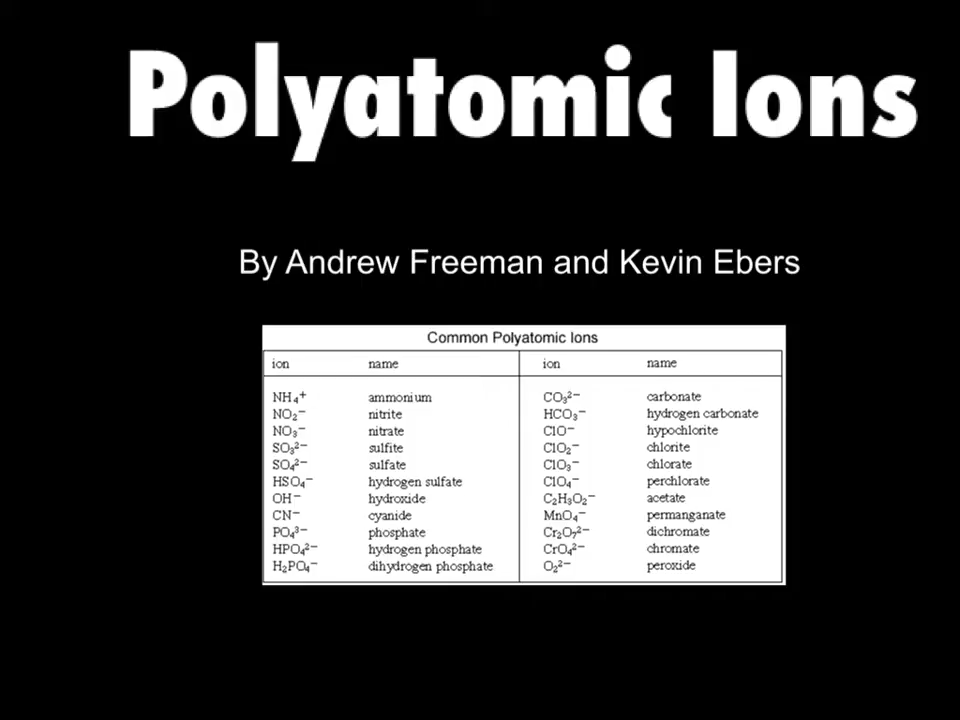 Polyatomic Ions
By Andrew Freeman and Kevin Ebers
Common Polyatomic Ions
ion name ion name
NH₄⁺ ammonium CO₃²⁻ carbonate
NO₂⁻ nitrite HCO₃⁻ hydrogen carbonate
NO₃⁻ nitrate ClO⁻ hypochlorite
SO₃²⁻ sulfite ClO₂⁻ chlorite
SO₄²⁻ sulfate ClO₃⁻ chlorate
HSO₄⁻ hydrogen sulfate ClO₄⁻ perchlorate
OH⁻ hydroxide C₂H₃O₂⁻ acetate
CN⁻ cyanide MnO₄⁻ permanganate
PO₄³⁻ phosphate Cr₂O₇²⁻ dichromate
HPO₄²⁻ hydrogen phosphate CrO₄²⁻ chromate
H₂PO₄⁻ dihydrogen phosphate O₂²⁻ peroxide